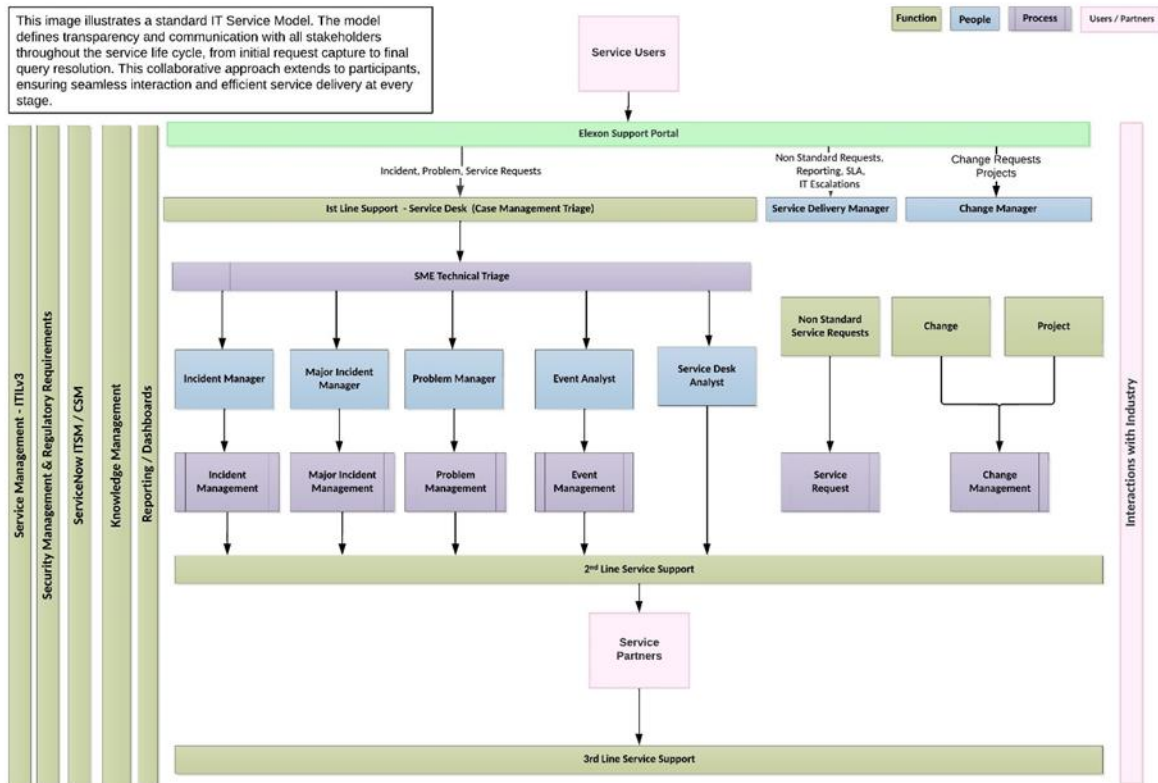 This image illustrates a standard IT Service Model. The model
defines transparency and communication with all stakeholders
throughout the service life cycle, from initial request capture to final
query resolution. This collaborative approach extends to participants,
ensuring seamless interaction and efficient service delivery at every
stage.
Function
People
Process
Users / Partners
Service Users
Elexon Support Portal
Incident, Problem, Service Requests
Non Standard Requests,
Reporting, SLA,
IT Escalations
Change Requests
Projects
1st Line Support - Service Desk (Case Management Triage)
Service Delivery Manager
Change Manager
SME Technical Triage
Non Standard
Service Requests
Change
Project
Incident Manager
Major Incident
Manager
Problem Manager
Event Analyst
Service Desk
Analyst
Incident
Management
Major Incident
Management
Problem
Management
Event
Management
Service
Request
Change
Management
2nd Line Service Support
Service
Partners
3rd Line Service Support
Service Management - ITILv3
Security Management & Regulatory Requirements
ServiceNow ITSM / CSM
Knowledge Management
Reporting / Dashboards
Interactions with Industry